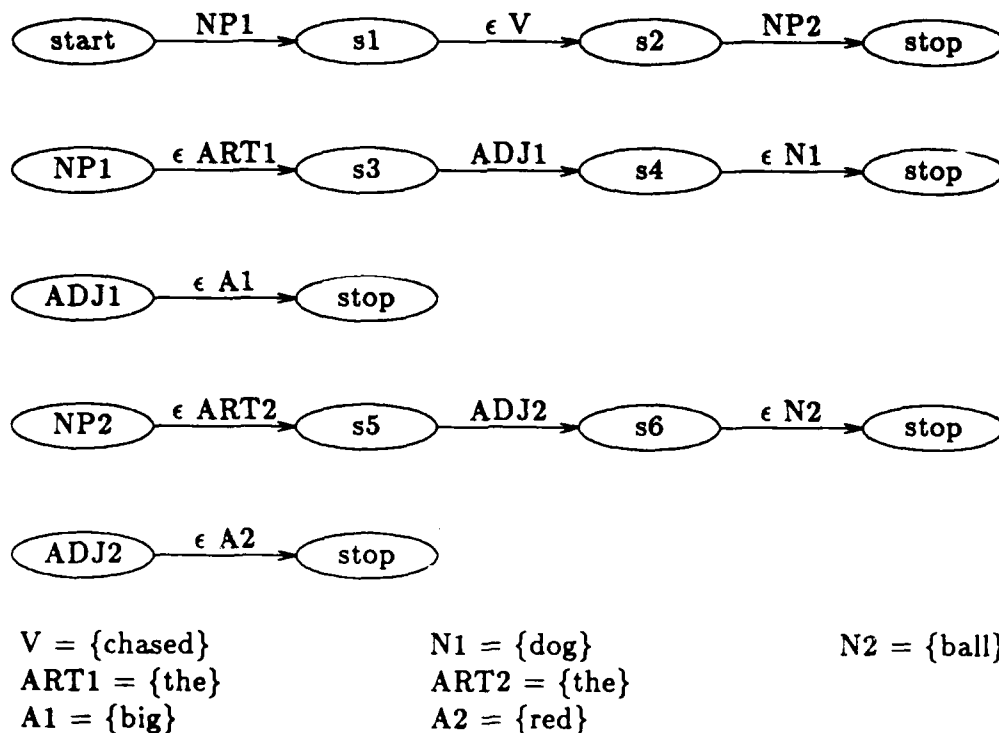 start NP1 s1 ϵ V s2 NP2 stop
NP1 ϵ ART1 s3 ADJ1 s4 ϵ N1 stop
ADJ1 ϵ A1 stop
NP2 ϵ ART2 s5 ADJ2 s6 ϵ N2 stop
ADJ2 ϵ A2 stop
V = {chased} N1 = {dog} N2 = {ball}
ART1 = {the} ART2 = {the}
A1 = {big} A2 = {red}